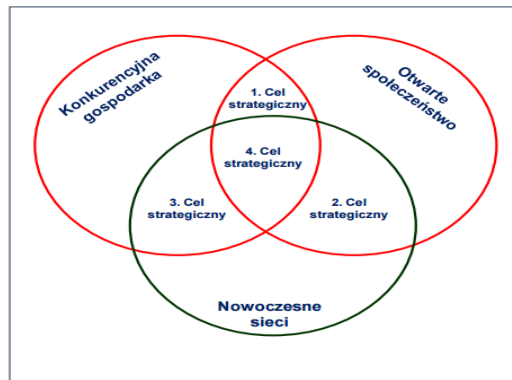 Konkurencyjna
gospodarka
Otwarte
społeczeństwo
1. Cel
strategiczny
4. Cel
strategiczny
3. Cel
strategiczny
2. Cel
strategiczny
Nowoczesne
sieci